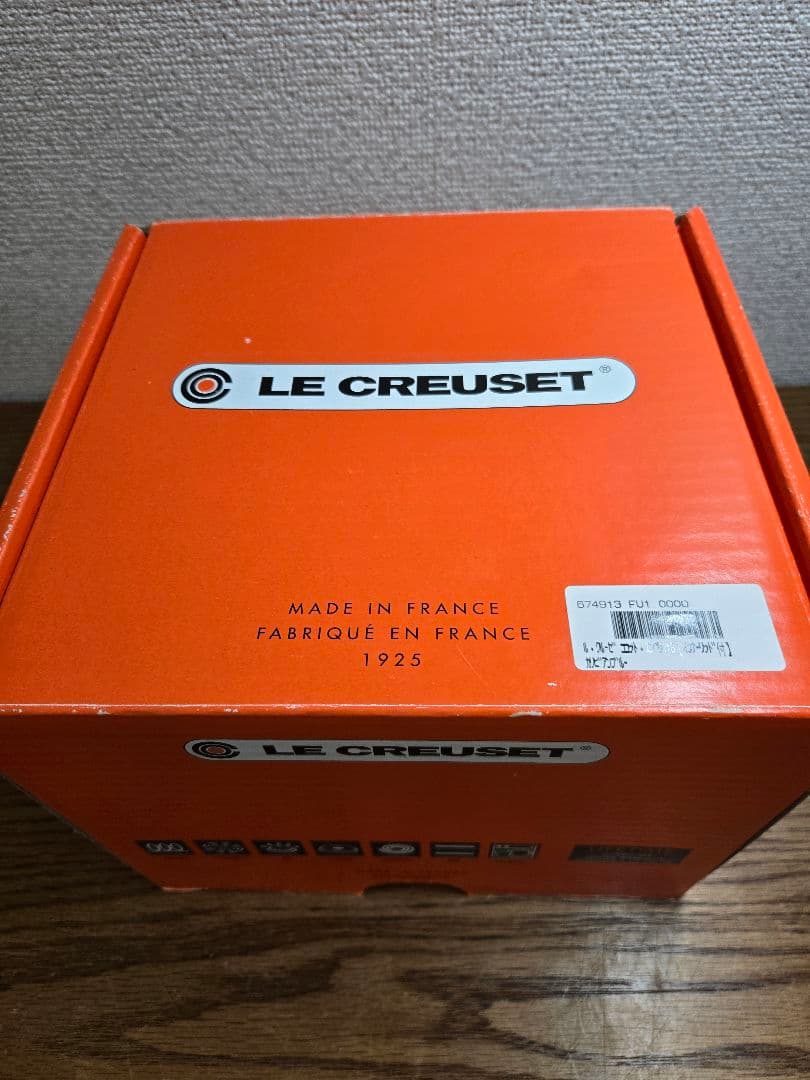 LE CREUSET®
MADE IN FRANCE
FABRIQUÉ EN FRANCE
1925
674913 FU1 0000
LE CREUSET®